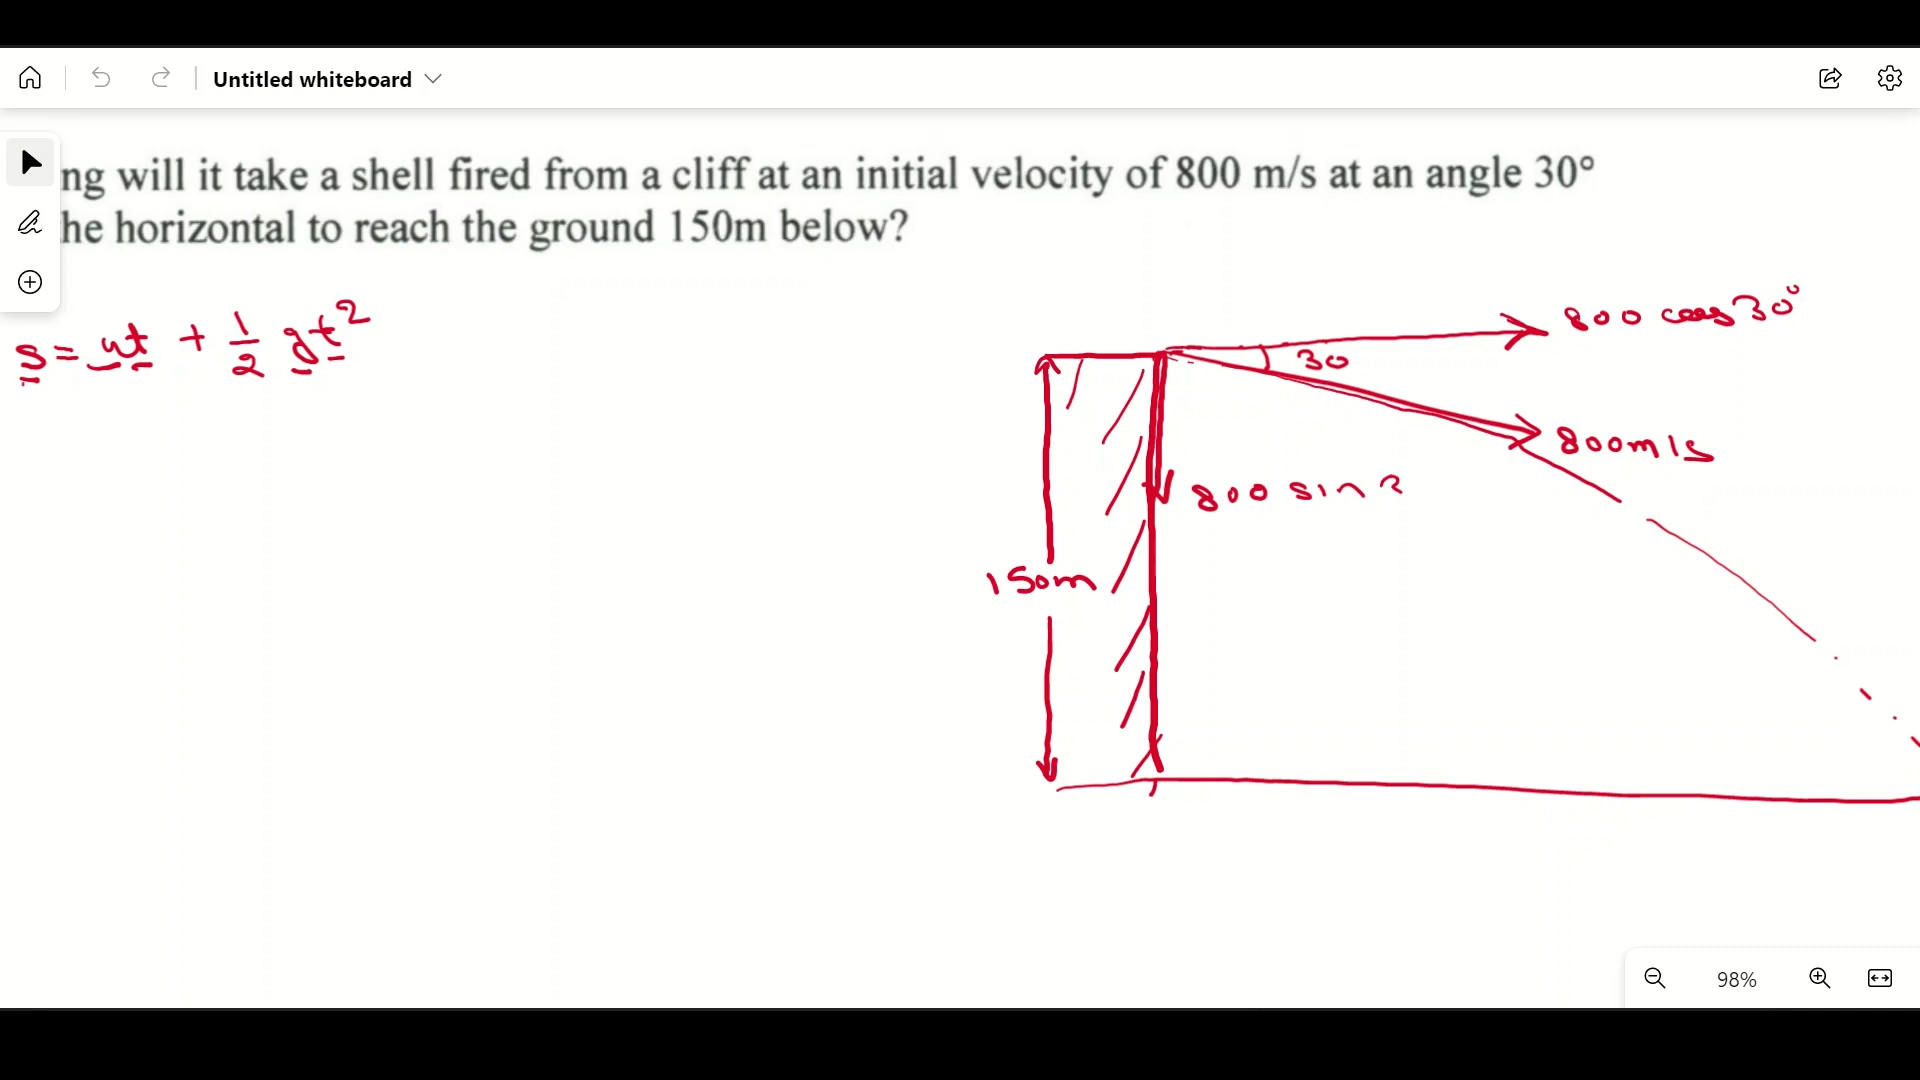 Untitled whiteboard
ng will it take a shell fired from a cliff at an initial velocity of 800 m/s at an angle 30°
he horizontal to reach the ground 150m below?
s = ut + 1/2 gt²
800 cos 30°
30
800m/s
800 sin 3
150m
98%